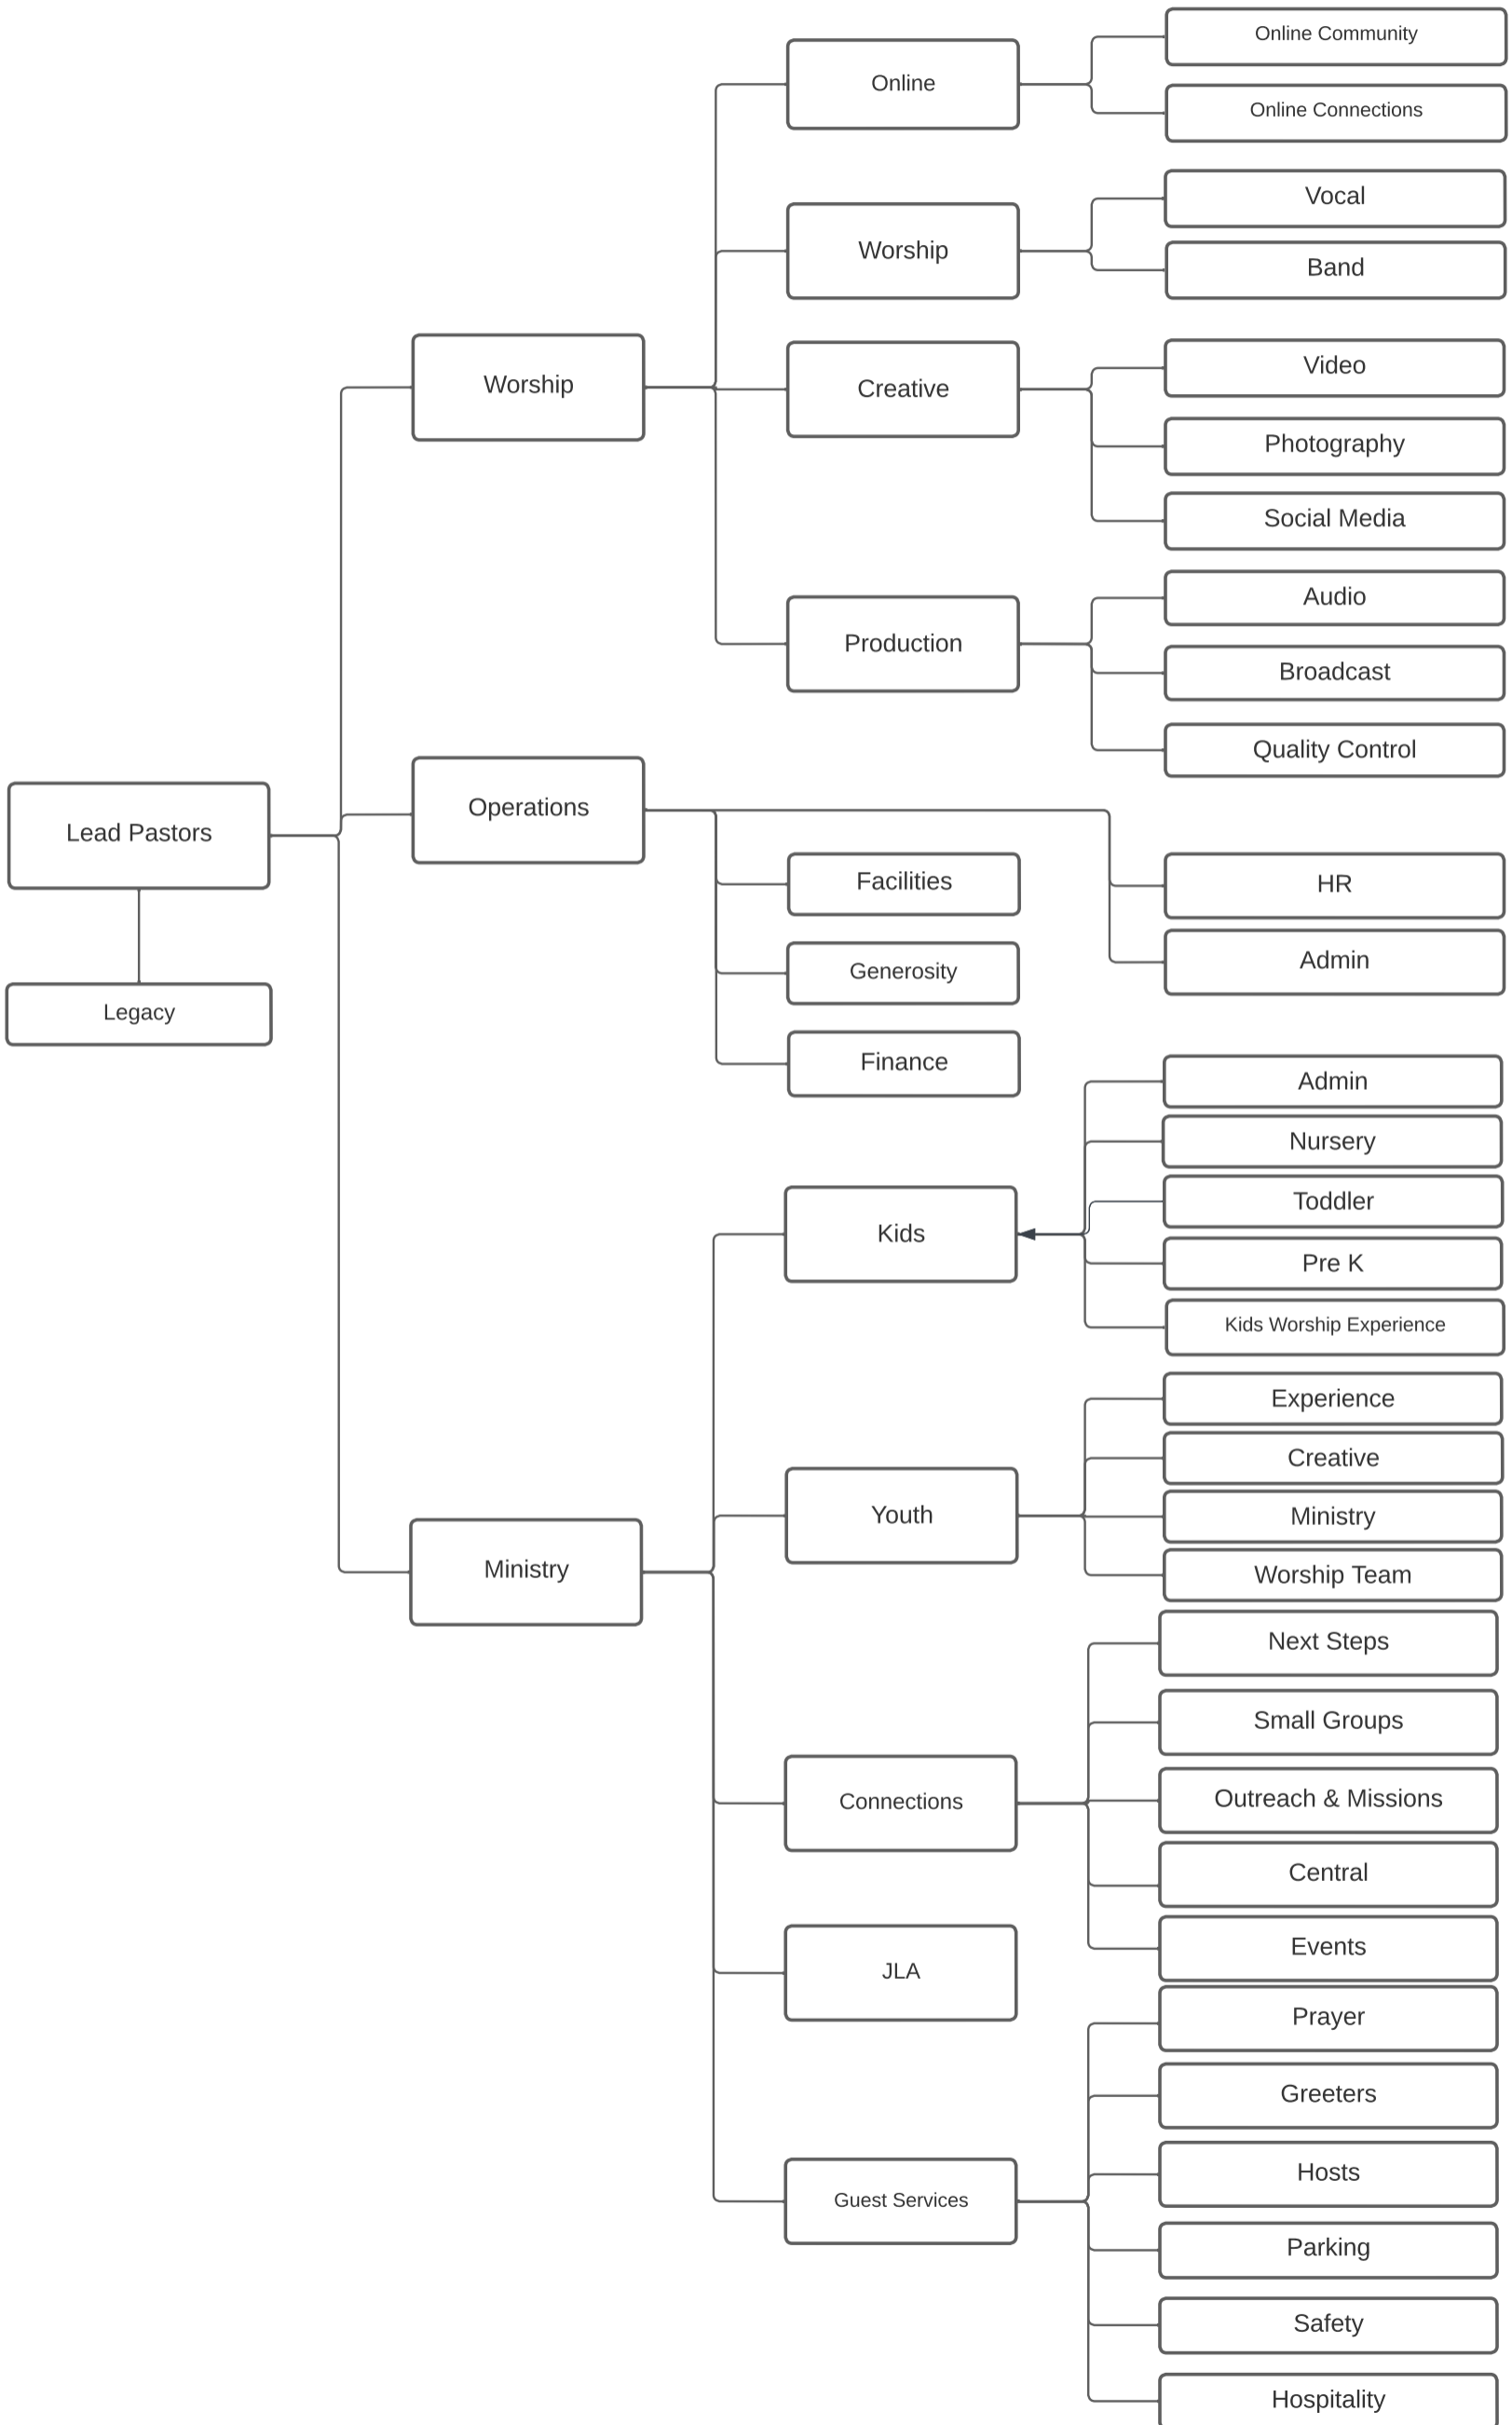 Online Community
Online
Online Connections
Vocal
Worship
Band
Video
Worship
Creative
Photography
Social Media
Audio
Production
Broadcast
Quality Control
Operations
Lead Pastors
Facilities
HR
Generosity
Admin
Legacy
Finance
Admin
Nursery
Toddler
Kids
Pre K
Kids Worship Experience
Experience
Creative
Youth
Ministry
Ministry
Worship Team
Next Steps
Small Groups
Connections
Outreach & Missions
Central
Events
JLA
Prayer
Greeters
Hosts
Guest Services
Parking
Safety
Hospitality